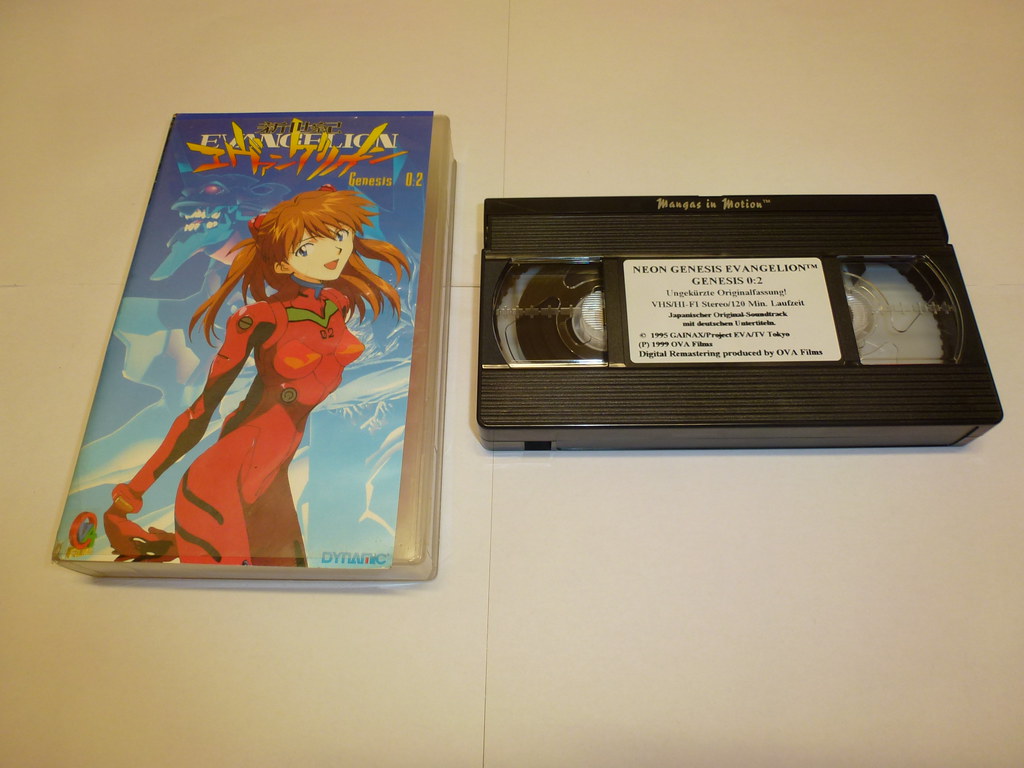 新世紀
EVANGELION
エヴァンゲリオン
Genesis 0:2
02
DYNAMIC
Mangas in Motion™
NEON GENESIS EVANGELION™
GENESIS 0:2
Ungekürzte Originalfassung!
VHS/HI-FI Stereo/120 Min. Laufzeit
Japanischer Original-Soundtrack
mit deutschen Untertiteln.
© 1995 GAINAX/Project EVA/TV Tokyo
(P) 1999 OVA Films
Digital Remastering produced by OVA Films